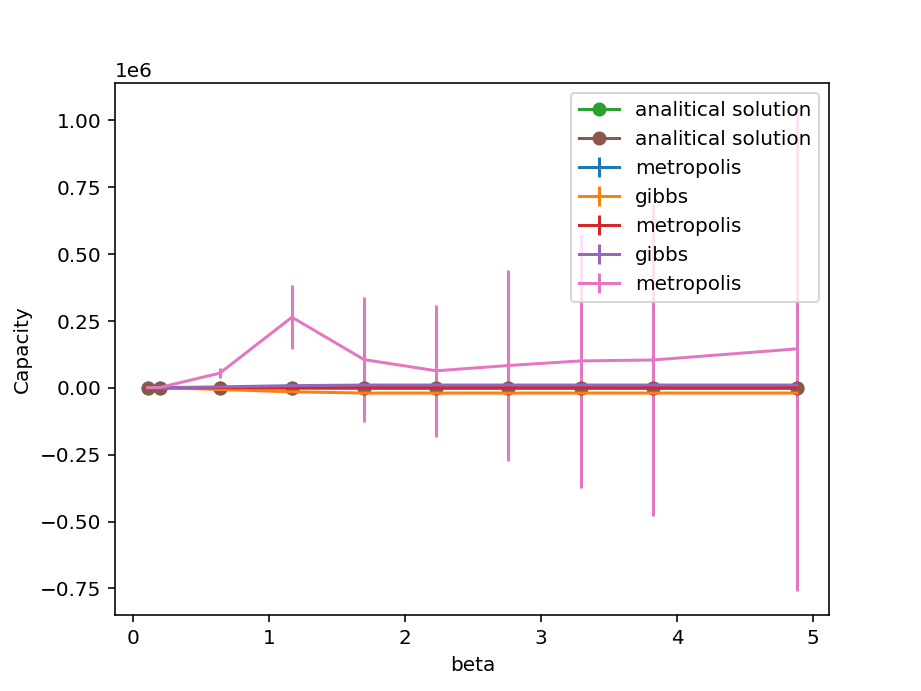 1e6
1.00
0.75
0.50
0.25
0.00
−0.25
−0.50
−0.75
Capacity
analitical solution
analitical solution
metropolis
gibbs
metropolis
gibbs
metropolis
0 1 2 3 4 5
beta